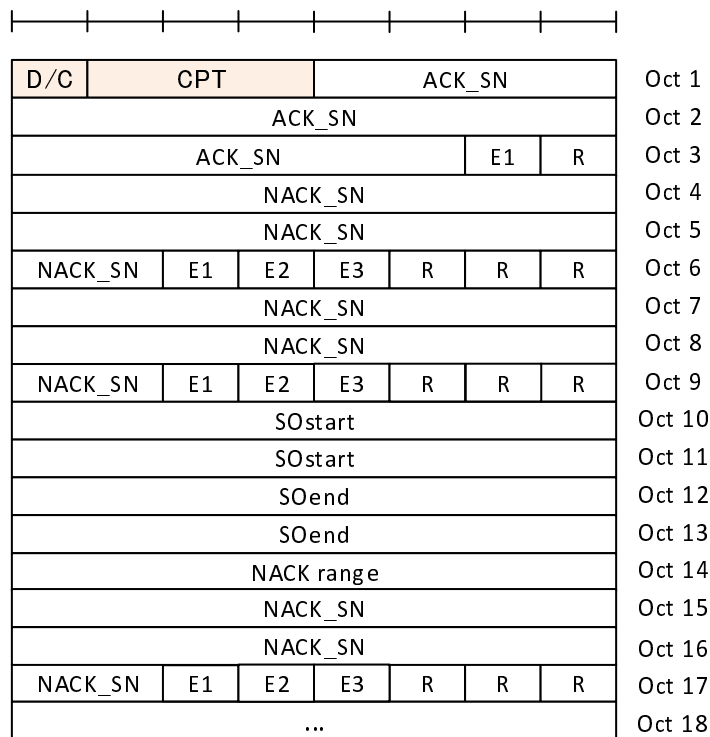 D/C CPT ACK_SN Oct 1
ACK_SN Oct 2
ACK_SN E1 R Oct 3
NACK_SN Oct 4
NACK_SN Oct 5
NACK_SN E1 E2 E3 R R R Oct 6
NACK_SN Oct 7
NACK_SN Oct 8
NACK_SN E1 E2 E3 R R R Oct 9
SOstart Oct 10
SOstart Oct 11
SOend Oct 12
SOend Oct 13
NACK range Oct 14
NACK_SN Oct 15
NACK_SN Oct 16
NACK_SN E1 E2 E3 R R R Oct 17
... Oct 18